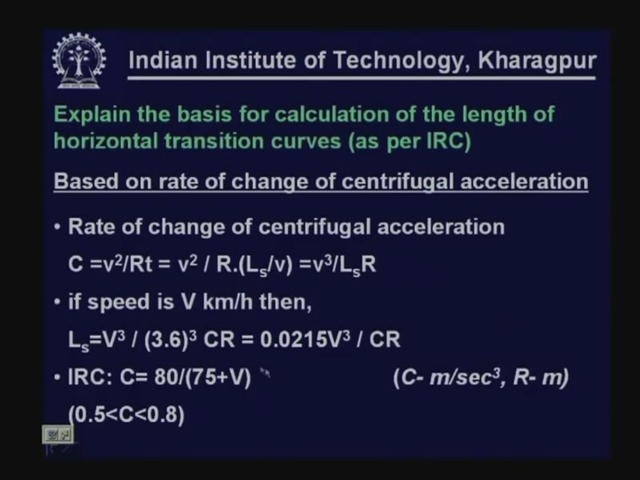 Indian Institute of Technology, Kharagpur
Explain the basis for calculation of the length of
horizontal transition curves (as per IRC)
Based on rate of change of centrifugal acceleration
• Rate of change of centrifugal acceleration
C =v²/Rt = v² / R.(Lₛ/v) =v³/LₛR
• if speed is V km/h then,
Lₛ=V³ / (3.6)³ CR = 0.0215V³ / CR
• IRC: C= 80/(75+V) (C- m/sec³, R- m)
(0.5<C<0.8)